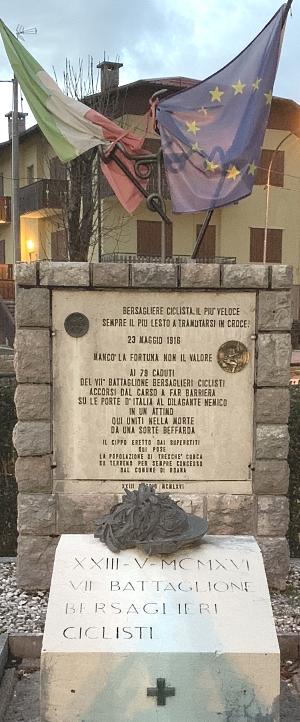 BERSAGLIERE CICLISTA, IL PIU' VELOCE
SEMPRE IL PIU' LESTO A TRAMUTARSI IN CROCE!
23 MAGGIO 1916
MANCO' LA FORTUNA NON IL VALORE
AI 79 CADUTI
DEL VII° BATTAGLIONE BERSAGLIERI CICLISTI
ACCORSI DAL CARSO A FAR BARRIERA
SU LE PORTE D'ITALIA AL DILAGANTE NEMICO
IN UN ATTIMO
QUI UNITI NELLA MORTE
DA UNA SORTE BEFFARDA
IL CIPPO ERETTO DAI SUPERSTITI
QUI POSE
LA POPOLAZIONE DI TRESCHE' CONCA
SU TERRENO PER SEMPRE CONCESSO
DAL COMUNE DI ROANA
XXIII MAGGIO MCMLXVI
XXIII-V-MCMXVI
VII° BATTAGLIONE
BERSAGLIERI
CICLISTI